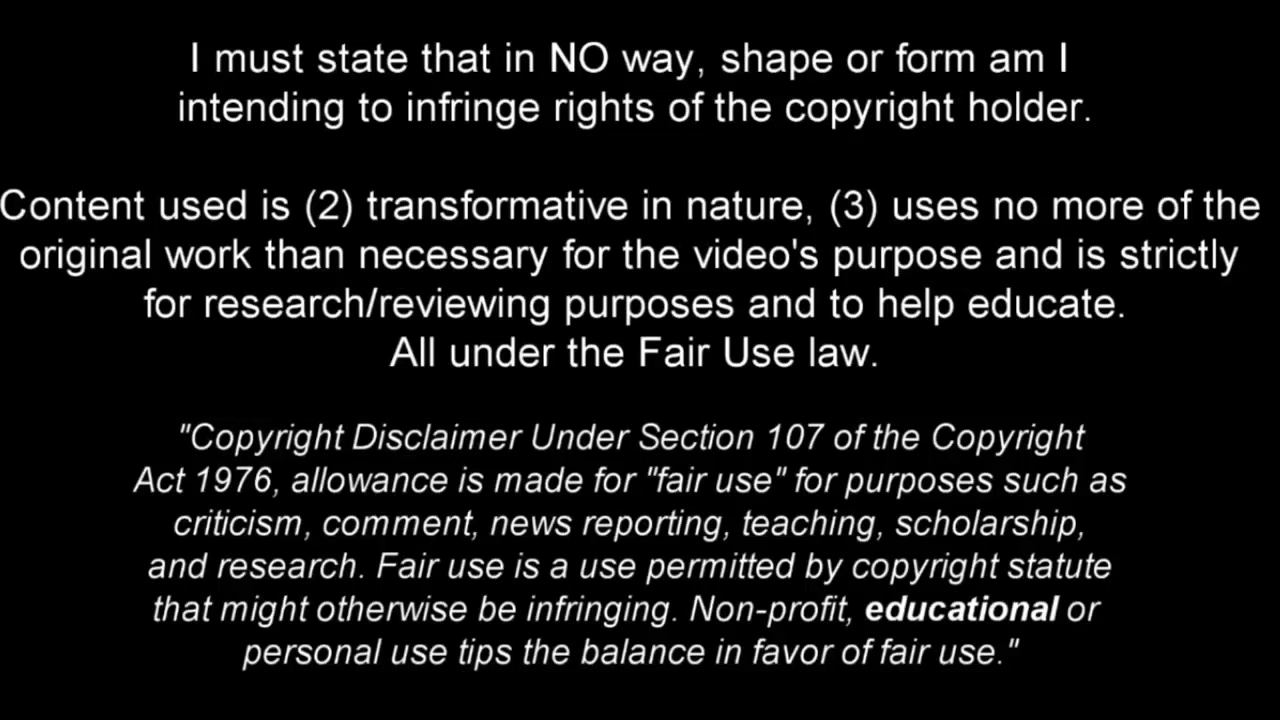 I must state that in NO way, shape or form am I
intending to infringe rights of the copyright holder.
Content used is (2) transformative in nature, (3) uses no more of the
original work than necessary for the video's purpose and is strictly
for research/reviewing purposes and to help educate.
All under the Fair Use law.
"Copyright Disclaimer Under Section 107 of the Copyright
Act 1976, allowance is made for "fair use" for purposes such as
criticism, comment, news reporting, teaching, scholarship,
and research. Fair use is a use permitted by copyright statute
that might otherwise be infringing. Non-profit, educational or
personal use tips the balance in favor of fair use."